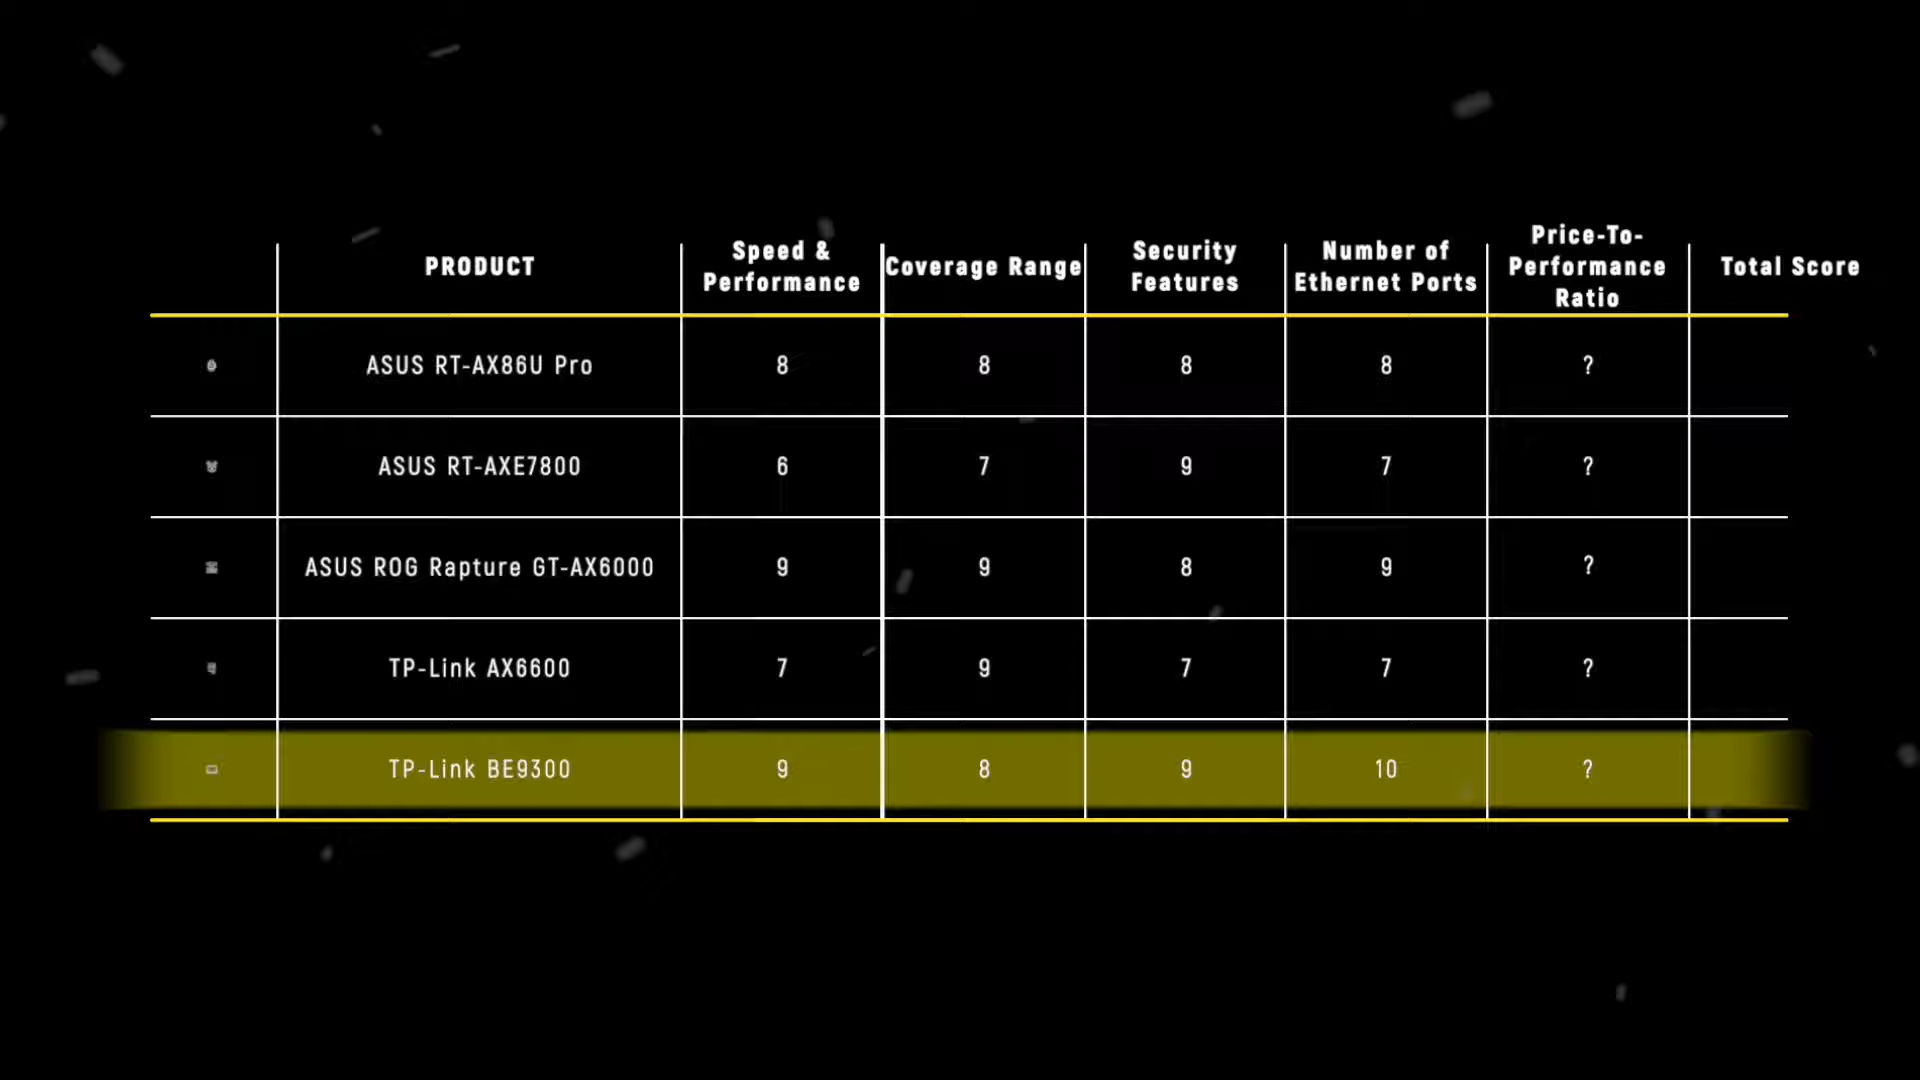 PRODUCT
Speed &
Performance
Coverage Range
Security
Features
Number of
Ethernet Ports
Price-To-
Performance
Ratio
Total Score
ASUS RT-AX86U Pro 8 8 8 8 ?
ASUS RT-AXE7800 6 7 9 7 ?
ASUS ROG Rapture GT-AX6000 9 9 8 9 ?
TP-Link AX6600 7 9 7 7 ?
TP-Link BE9300 9 8 9 10 ?